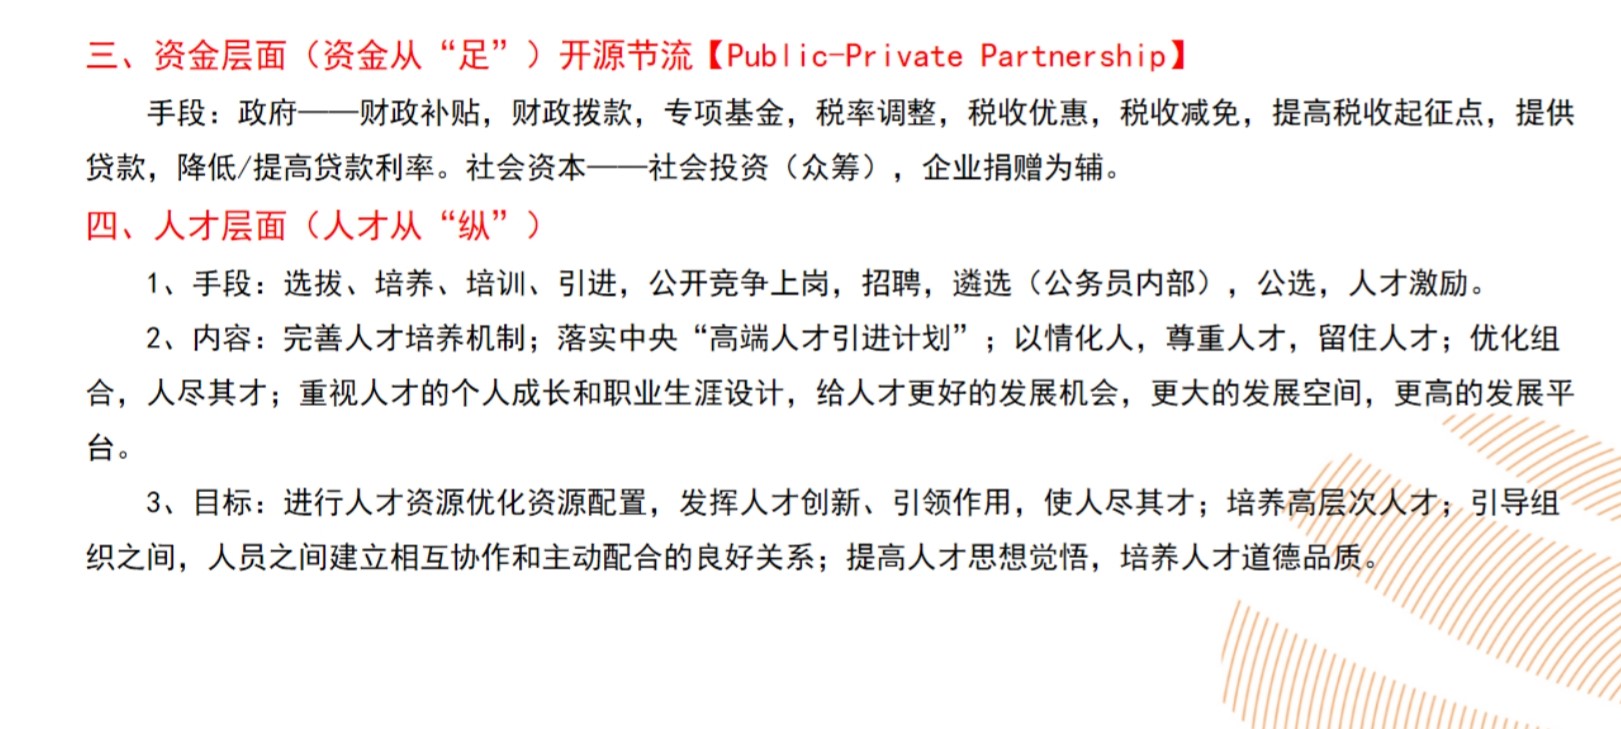 三、资金层面（资金从“足”）开源节流【Public-Private Partnership】
手段：政府——财政补贴，财政拨款，专项基金，税率调整，税收优惠，税收减免，提高税收起征点，提供
贷款，降低/提高贷款利率。社会资本——社会投资（众筹），企业捐赠为辅。
四、人才层面（人才从“纵”）
1、手段：选拔、培养、培训、引进，公开竞争上岗，招聘，遴选（公务员内部），公选，人才激励。
2、内容：完善人才培养机制；落实中央“高端人才引进计划”；以情化人，尊重人才，留住人才；优化组
合，人尽其才；重视人才的个人成长和职业生涯设计，给人才更好的发展机会，更大的发展空间，更高的发展平
台。
3、目标：进行人才资源优化资源配置，发挥人才创新、引领作用，使人尽其才；培养高层次人才；引导组
织之间，人员之间建立相互协作和主动配合的良好关系；提高人才思想觉悟，培养人才道德品质。